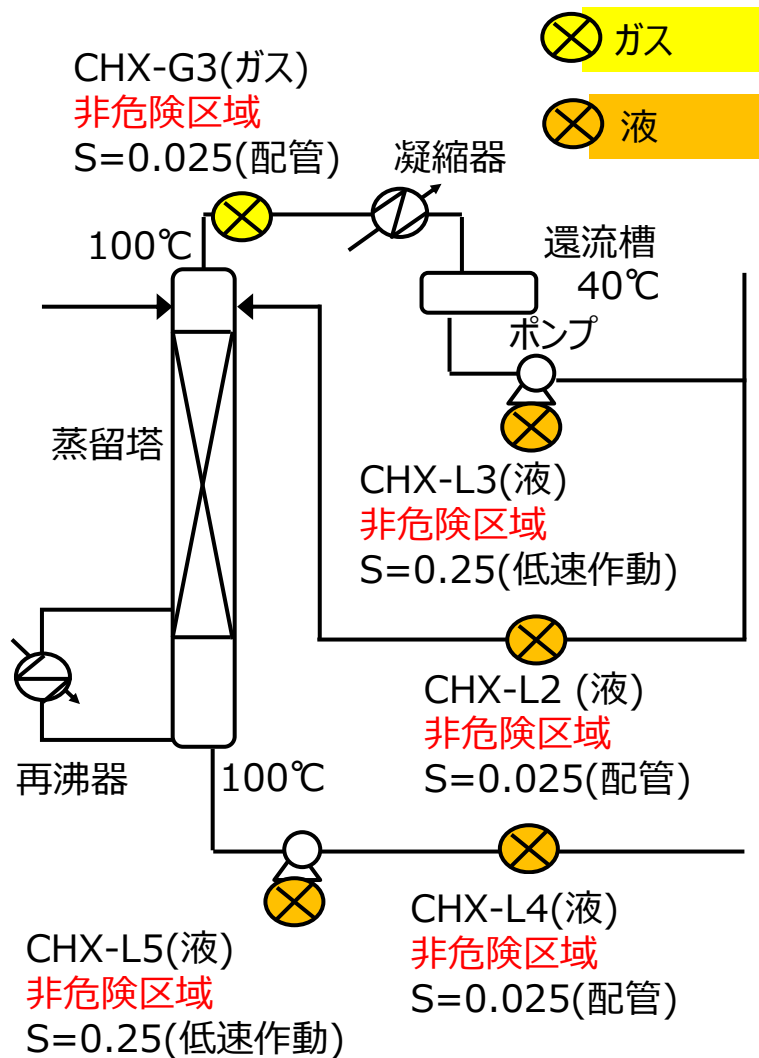 ガス
液
CHX-G3(ガス)
非危険区域
S=0.025(配管)
凝縮器
100℃
還流槽
40℃
ポンプ
蒸留塔
CHX-L3(液)
非危険区域
S=0.25(低速作動)
CHX-L2 (液)
非危険区域
S=0.025(配管)
再沸器
100℃
CHX-L4(液)
非危険区域
S=0.025(配管)
CHX-L5(液)
非危険区域
S=0.25(低速作動)